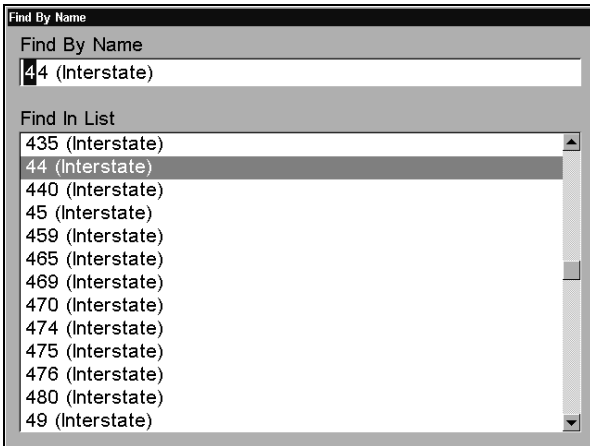 Find By Name
Find By Name
44 (Interstate)
Find In List
435 (Interstate)
44 (Interstate)
440 (Interstate)
45 (Interstate)
459 (Interstate)
465 (Interstate)
469 (Interstate)
470 (Interstate)
474 (Interstate)
475 (Interstate)
476 (Interstate)
480 (Interstate)
49 (Interstate)